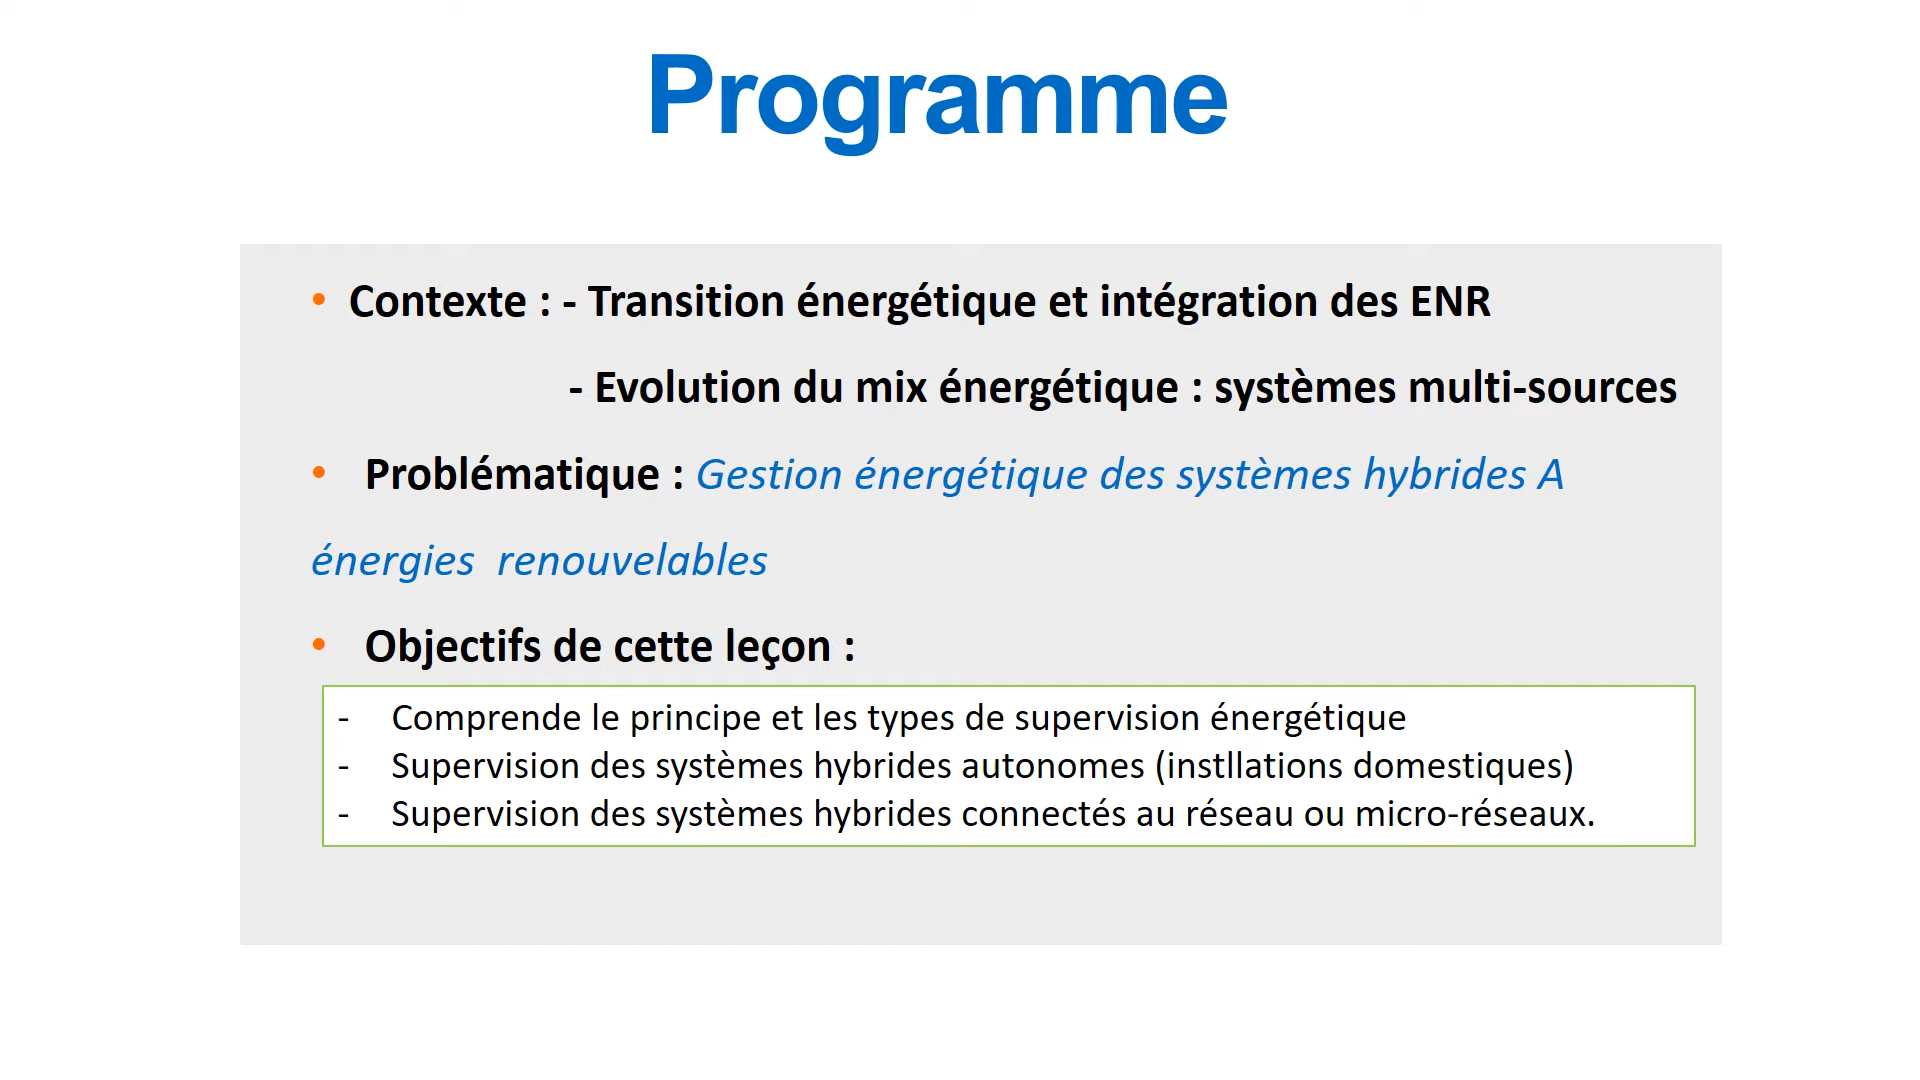 Programme
• Contexte : - Transition énergétique et intégration des ENR
- Evolution du mix énergétique : systèmes multi-sources
• Problématique : Gestion énergétique des systèmes hybrides A
énergies renouvelables
• Objectifs de cette leçon :
- Comprende le principe et les types de supervision énergétique
- Supervision des systèmes hybrides autonomes (instllations domestiques)
- Supervision des systèmes hybrides connectés au réseau ou micro-réseaux.